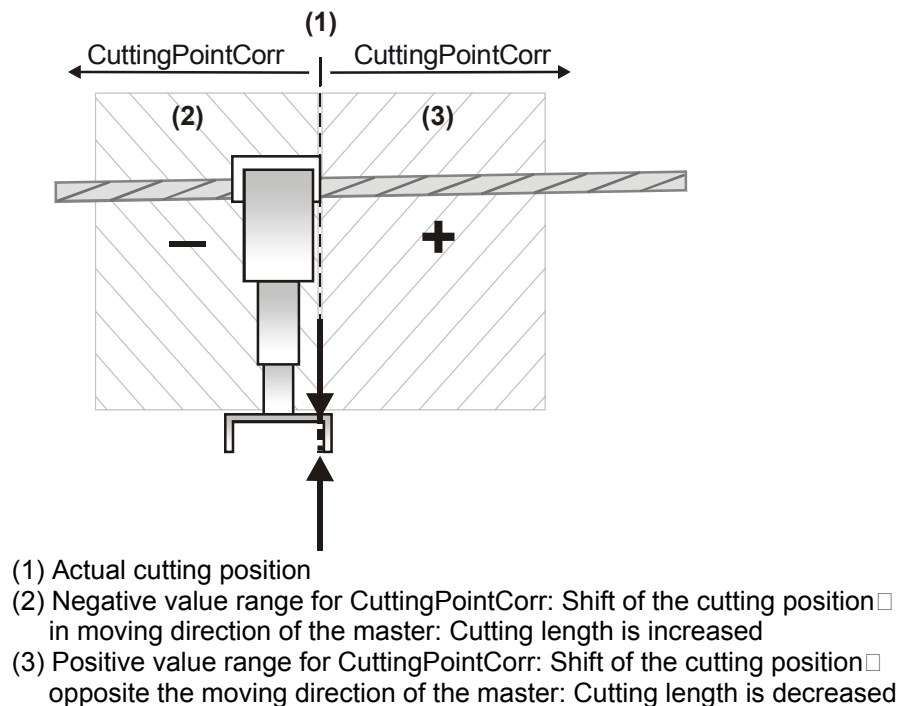 (1)
CuttingPointCorr CuttingPointCorr
(2) (3)
− +
(1) Actual cutting position
(2) Negative value range for CuttingPointCorr: Shift of the cutting position□
in moving direction of the master: Cutting length is increased
(3) Positive value range for CuttingPointCorr: Shift of the cutting position□
opposite the moving direction of the master: Cutting length is decreased